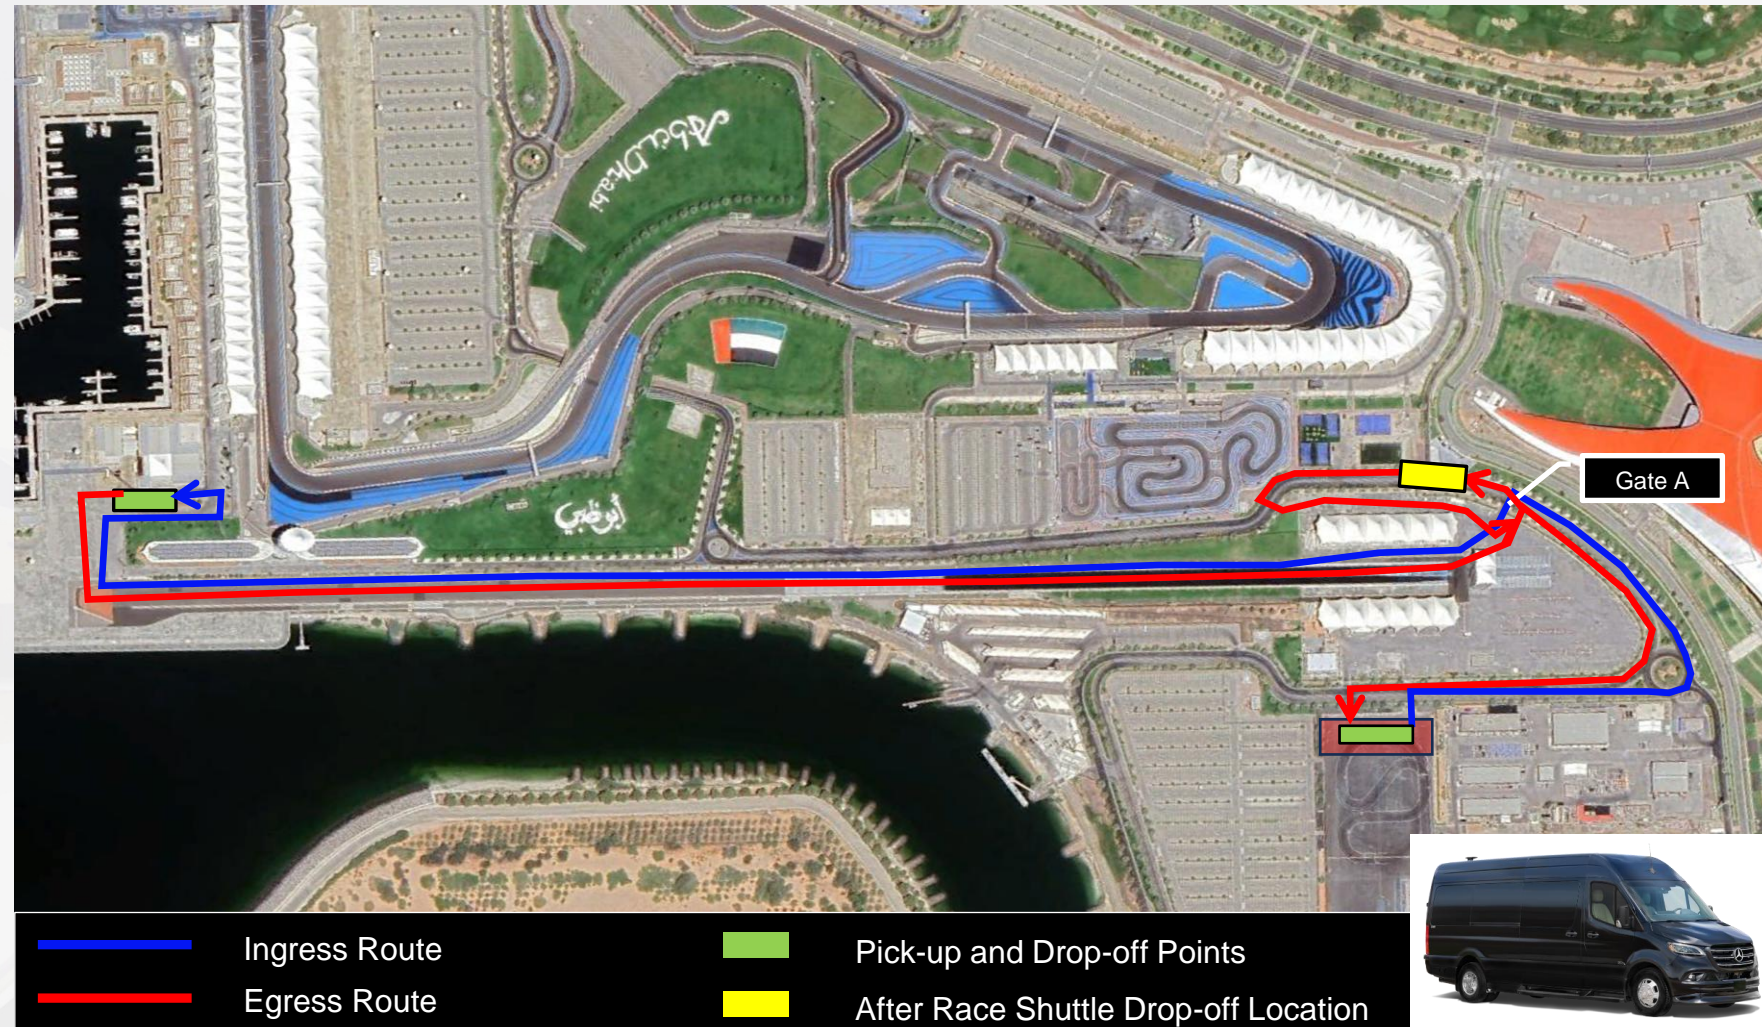 Abu Dhabi
أبوظبي
Gate A
Ingress Route
Egress Route
Pick-up and Drop-off Points
After Race Shuttle Drop-off Location